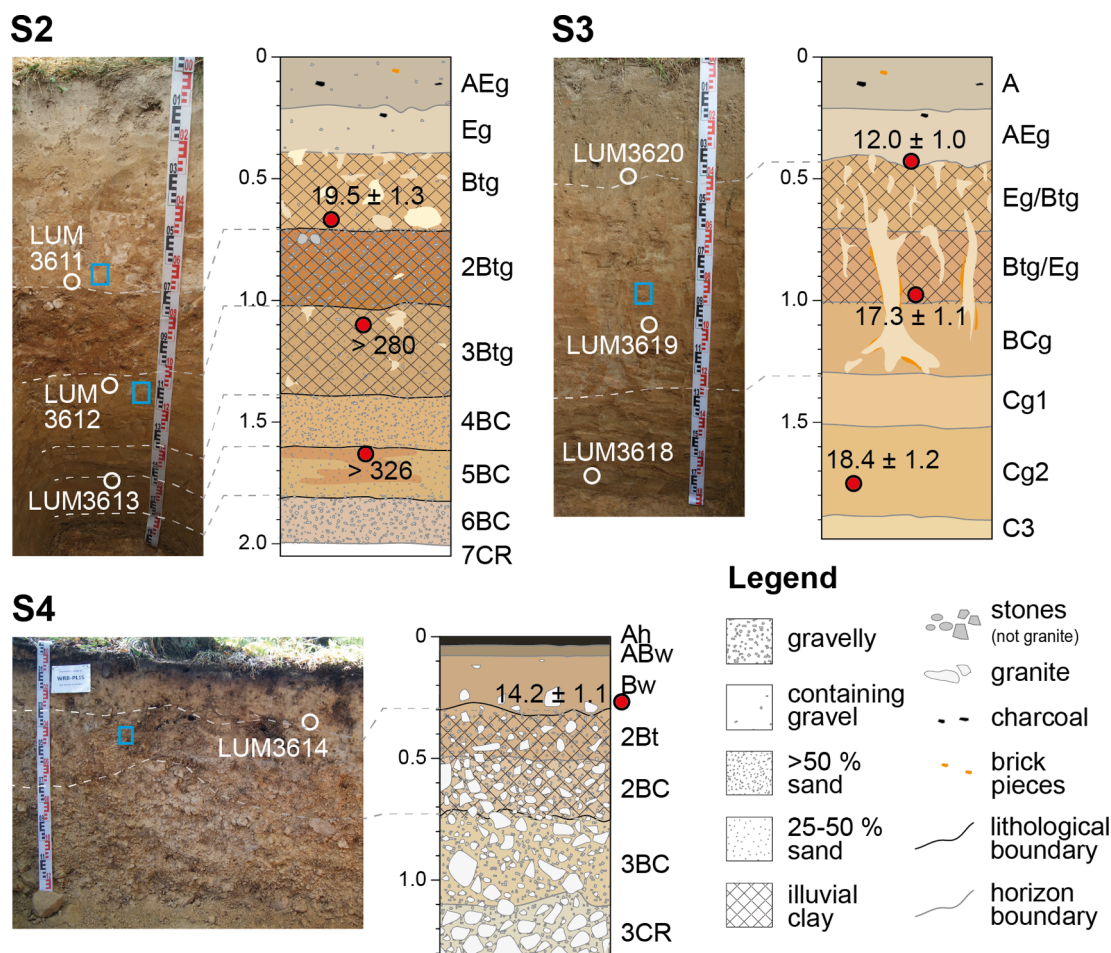 S2
S3
0
AEg
Eg
0.5
Btg
19.5 ± 1.3
LUM
3611
2Btg
1.0
3Btg
> 280
LUM
3612
1.5
4BC
> 326
5BC
LUM3613
6BC
2.0
7CR
0
A
AEg
12.0 ± 1.0
LUM3620
0.5
Eg/Btg
Btg/Eg
1.0
17.3 ± 1.1
LUM3619
BCg
Cg1
1.5
LUM3618
18.4 ± 1.2
Cg2
C3
S4
WRB-PL15
LUM3614
0
Ah
ABw
Bw
14.2 ± 1.1
2Bt
0.5
2BC
3BC
1.0
3CR
Legend
gravelly
containing
gravel
>50 %
sand
25-50 %
sand
illuvial
clay
stones
(not granite)
granite
charcoal
brick
pieces
lithological
boundary
horizon
boundary